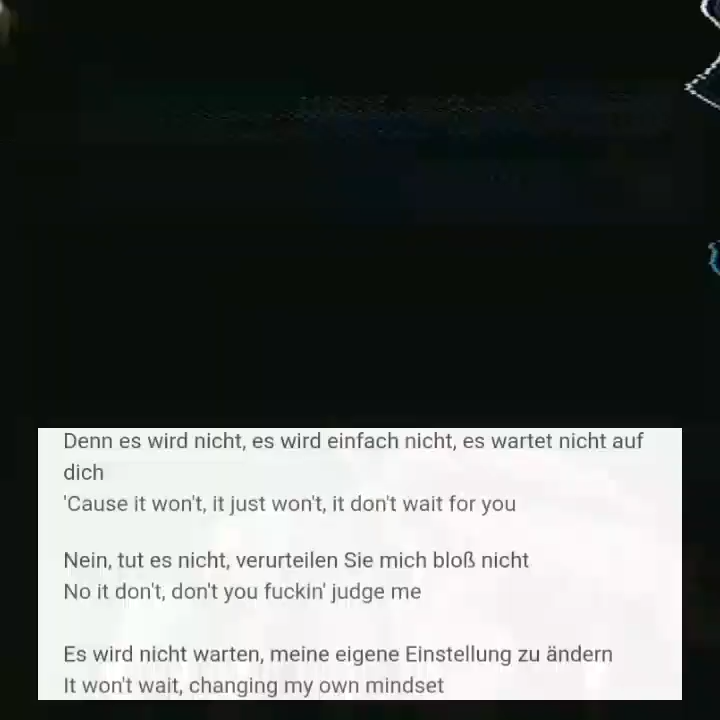 Denn es wird nicht, es wird einfach nicht, es wartet nicht auf
dich
'Cause it won't, it just won't, it don't wait for you
Nein, tut es nicht, verurteilen Sie mich bloß nicht
No it don't, don't you fuckin' judge me
Es wird nicht warten, meine eigene Einstellung zu ändern
It won't wait, changing my own mindset